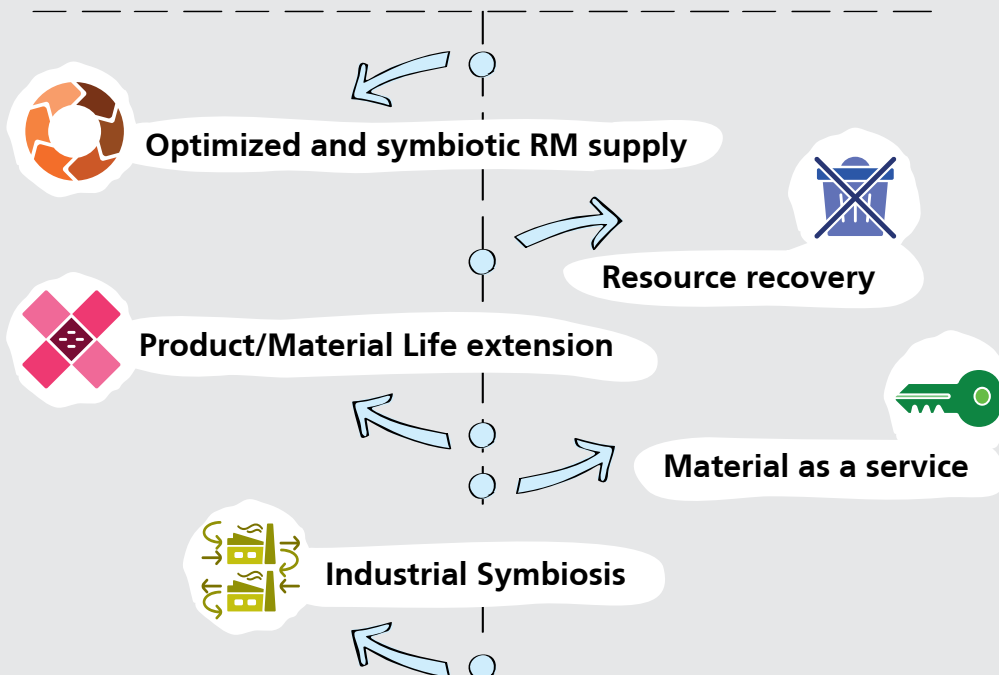 Optimized and symbiotic RM supply
Resource recovery
Product/Material Life extension
Material as a service
Industrial Symbiosis